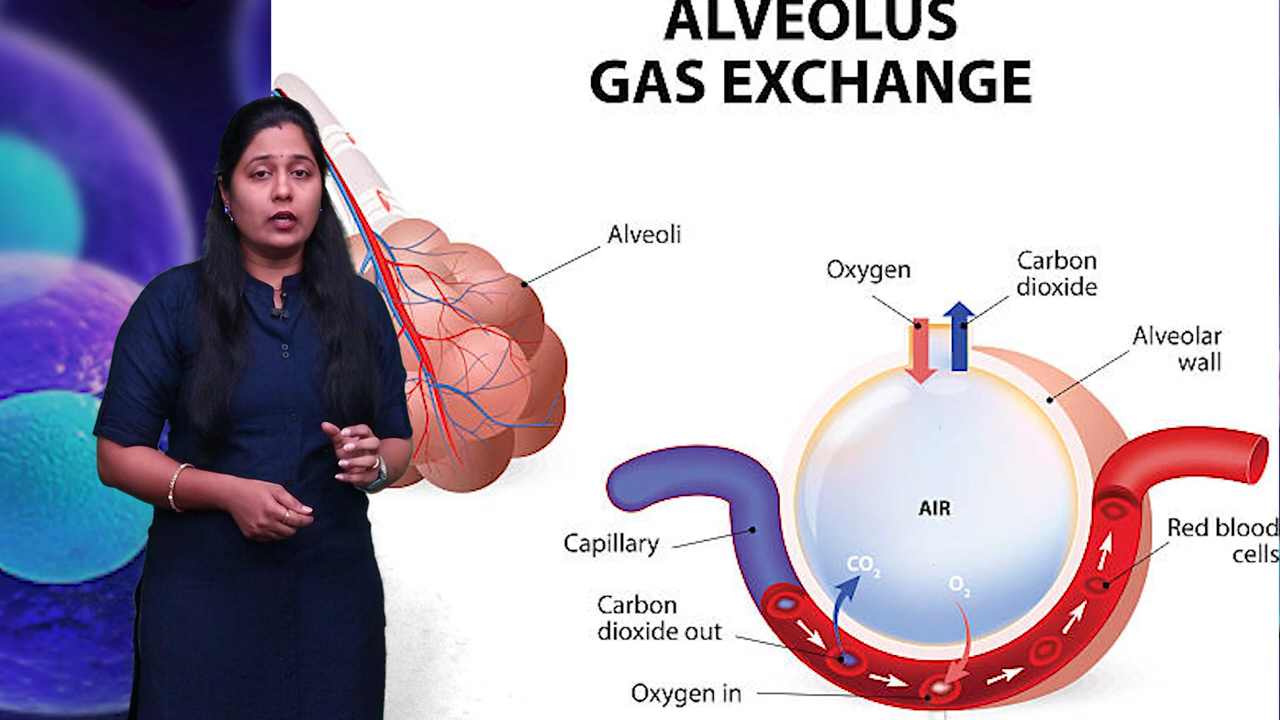 ALVEOLUS
GAS EXCHANGE
Alveoli
Oxygen
Carbon
dioxide
Alveolar
wall
AIR
Capillary
CO₂
O₂
Red blood
cells
Carbon
dioxide out
Oxygen in